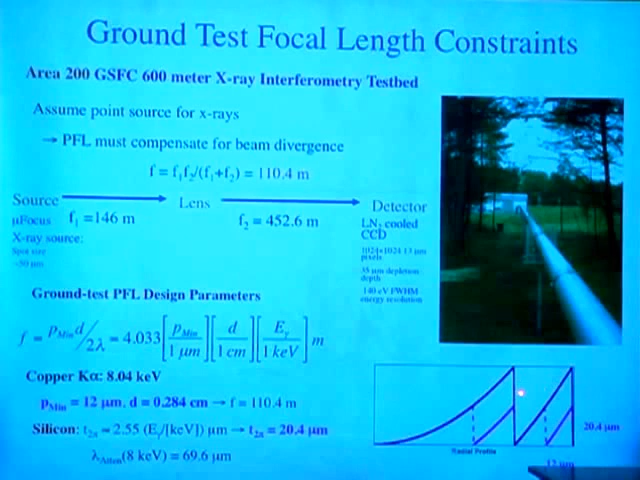 Ground Test Focal Length Constraints
Area 200 GSFC 600 meter X-ray Interferometry Testbed
Assume point source for x-rays
→ PFL must compensate for beam divergence
f = f₁f₂/(f₁+f₂) = 110.4 m
Source Lens Detector
f₁ =146 m f₂ = 452.6 m
μFocus
X-ray source:
Spot size
~30 μm
LN₂ cooled
CCD
1024×1024 13 μm
pixels
35 μm depletion
depth
140 eV FWHM
energy resolution
Ground-test PFL Design Parameters
f = p_Min d / 2λ = 4.033 [p_Min / 1 μm] [d / 1 cm] [E_γ / 1 keV] m
Copper Kα: 8.04 keV
p_Min = 12 μm, d = 0.284 cm → f = 110.4 m
Silicon: t₂π = 2.55 (E_γ/[keV]) μm → t₂π = 20.4 μm
λ_Atten(8 keV) = 69.6 μm
20.4 μm
Radial Profile
12 μm